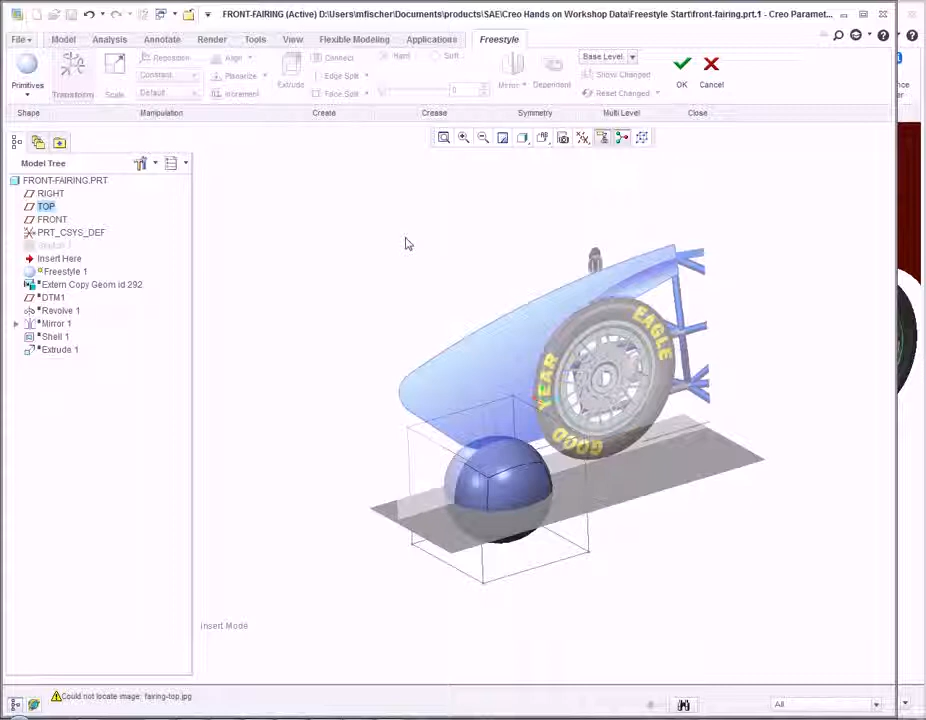 FRONT-FAIRING (Active) D:\Users\mfischer\Documents\products\SAE\Creo Hands on Workshop Data\Freestyle Start\front-fairing.prt.1 - Creo Paramet...
File Model Analysis Annotate Render Tools View Flexible Modeling Applications Freestyle
Primitives Transform Scale Reposition Constant Default Align Planarize Increment Extrude Connect Edge Split Face Split Hard Soft 0 Mirror Dependent Base Level Show Changed Reset Changed OK Cancel
Shape Manipulation Create Crease Symmetry Multi Level Close
Model Tree
FRONT-FAIRING.PRT
RIGHT
TOP
FRONT
PRT_CSYS_DEF
Insert Here
Freestyle 1
Extern Copy Geom id 292
DTM1
Revolve 1
Mirror 1
Shell 1
Extrude 1
EAGLE
YEAR
GOOD
Insert Mode
Could not locate image: fairing-top.jpg
All